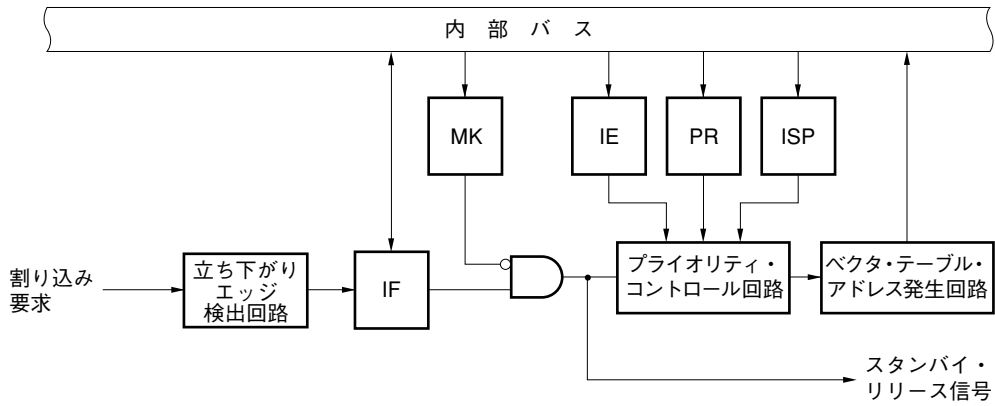 内 部 バ ス
MK
IE
PR
ISP
割り込み
要求
立ち下がり
エッジ
検出回路
IF
プライオリティ・
コントロール回路
ベクタ・テーブル・
アドレス発生回路
スタンバイ・
リリース信号